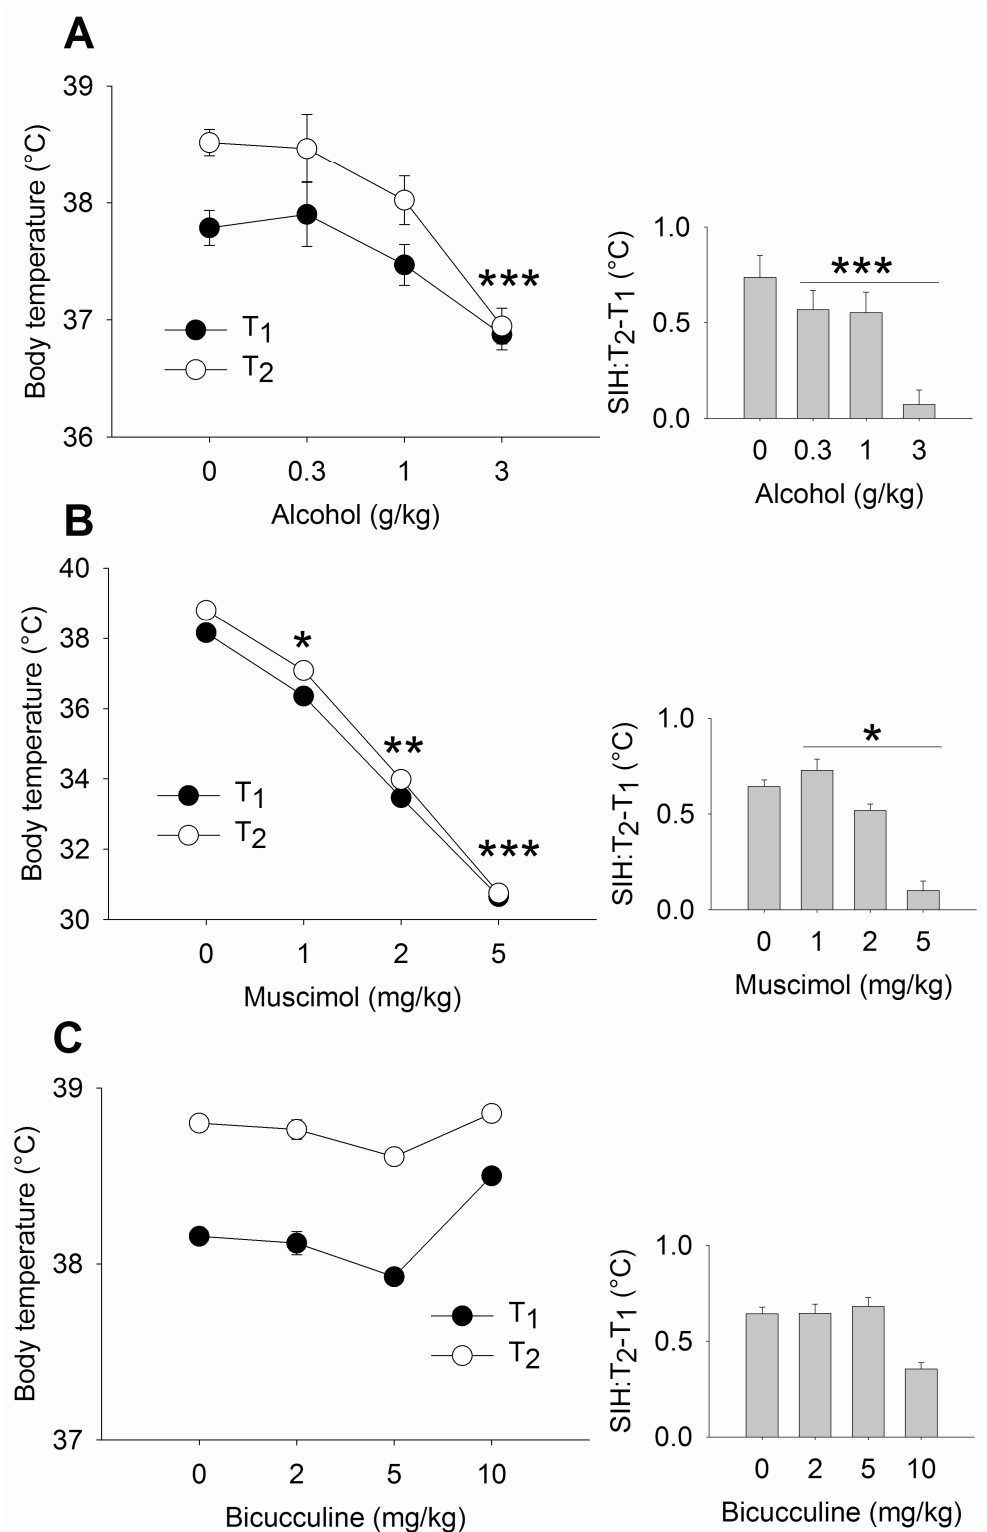 A
Body temperature (°C)
39
38
37
36
***
T1
T2
0 0.3 1 3
Alcohol (g/kg)
SIH:T2-T1 (°C)
1.0
0.5
0.0
***
0 0.3 1 3
Alcohol (g/kg)
B
Body temperature (°C)
40
38
36
34
32
30
*
**
***
T1
T2
0 1 2 5
Muscimol (mg/kg)
SIH:T2-T1 (°C)
1.0
0.5
0.0
*
0 1 2 5
Muscimol (mg/kg)
C
Body temperature (°C)
39
38
37
T1
T2
0 2 5 10
Bicucculine (mg/kg)
SIH:T2-T1 (°C)
1.0
0.5
0.0
0 2 5 10
Bicucculine (mg/kg)